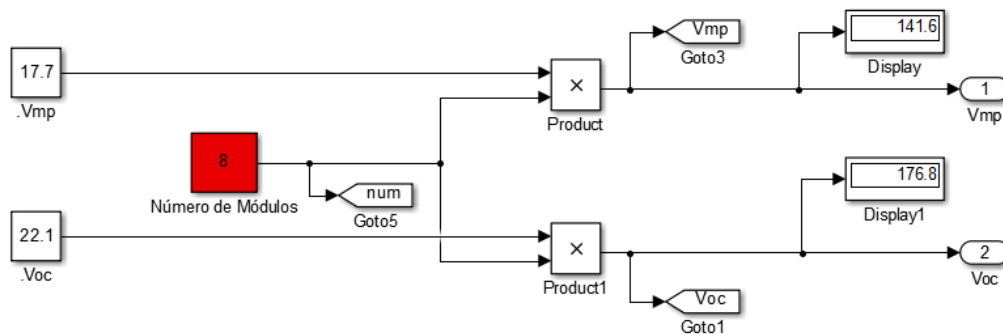 Vmp
141.6
17.7
×
Goto3
Display
1
.Vmp
Product
Vmp
8
176.8
num
Número de Módulos
Goto5
Display1
22.1
×
2
.Voc
Product1
Voc
Voc
Goto1